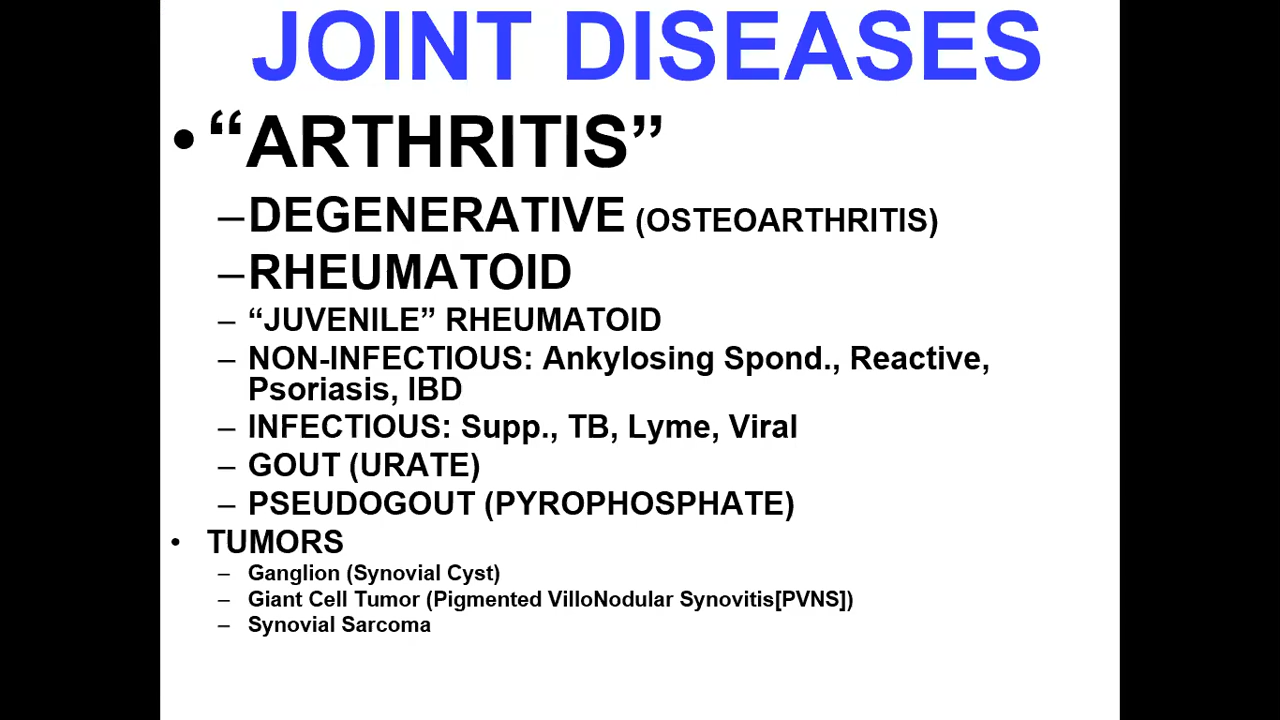 JOINT DISEASES
• “ARTHRITIS”
–DEGENERATIVE (OSTEOARTHRITIS)
–RHEUMATOID
– “JUVENILE” RHEUMATOID
– NON-INFECTIOUS: Ankylosing Spond., Reactive,
Psoriasis, IBD
– INFECTIOUS: Supp., TB, Lyme, Viral
– GOUT (URATE)
– PSEUDOGOUT (PYROPHOSPHATE)
• TUMORS
– Ganglion (Synovial Cyst)
– Giant Cell Tumor (Pigmented VilloNodular Synovitis[PVNS])
– Synovial Sarcoma